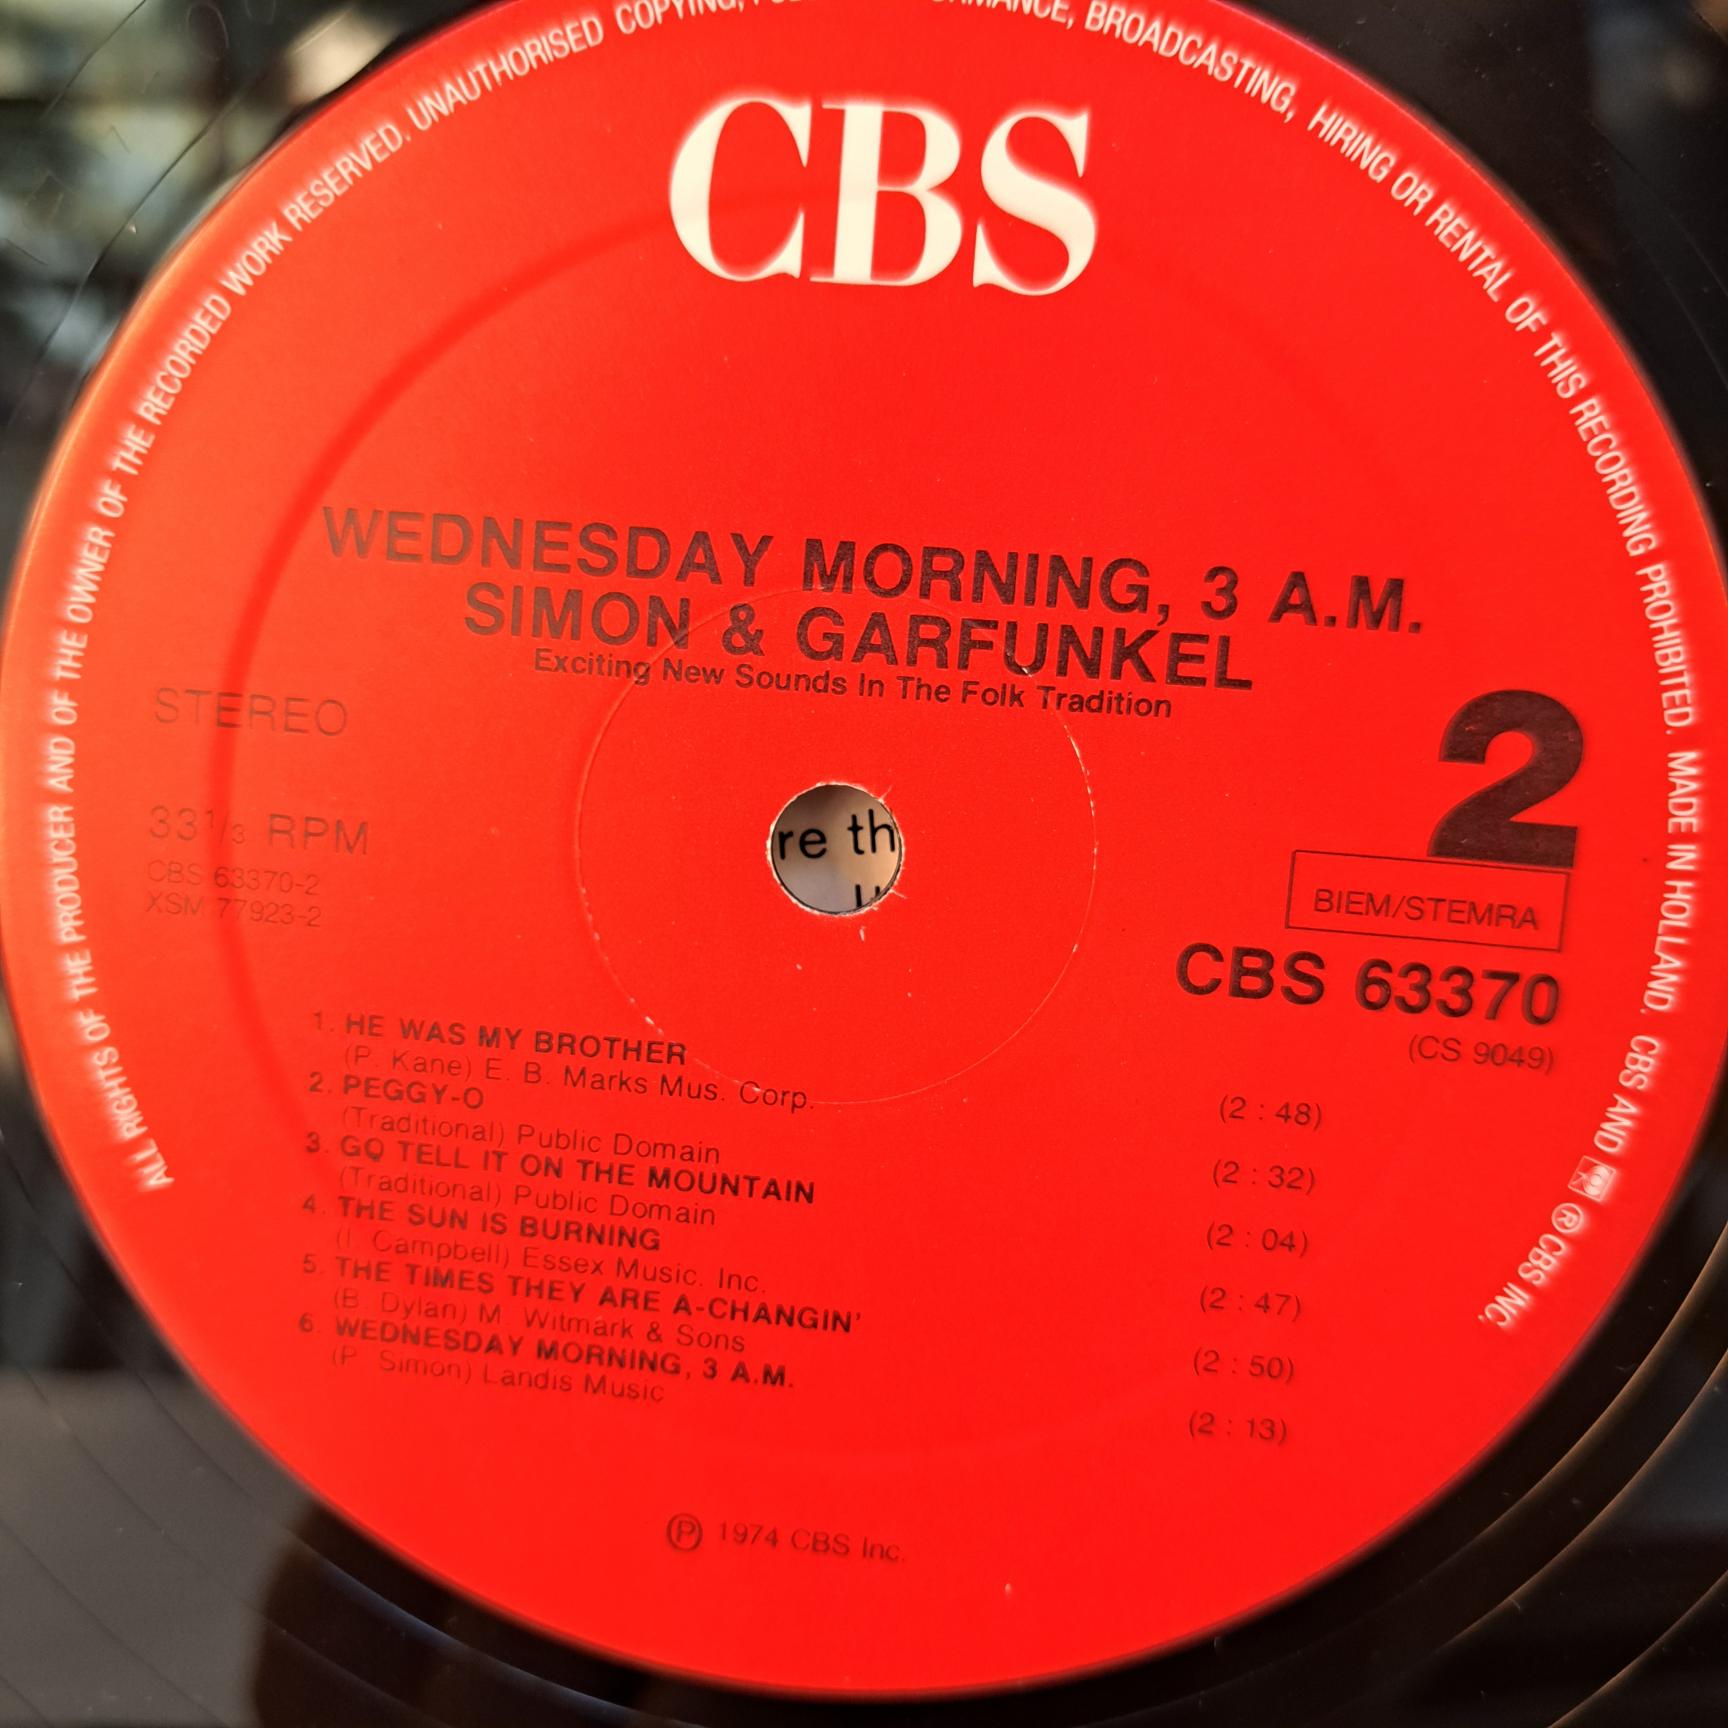 ALL RIGHTS OF THE PRODUCER AND OF THE OWNER OF THE RECORDED WORK RESERVED. UNAUTHORISED COPYING, BROADCASTING, HIRING OR RENTAL OF THIS RECORDING PROHIBITED. MADE IN HOLLAND. CBS AND ℗ CBS INC.
CBS
WEDNESDAY MORNING, 3 A.M.
SIMON & GARFUNKEL
Exciting New Sounds In The Folk Tradition
STEREO
33 1/3 RPM
CBS 63370-2
XSM 77923-2
re th
2
BIEM/STEMRA
CBS 63370
(CS 9049)
1. HE WAS MY BROTHER
(P. Kane) E. B. Marks Mus. Corp. (2 : 48)
2. PEGGY-O
(Traditional) Public Domain (2 : 32)
3. GO TELL IT ON THE MOUNTAIN
(Traditional) Public Domain (2 : 04)
4. THE SUN IS BURNING
(I. Campbell) Essex Music. Inc. (2 : 47)
5. THE TIMES THEY ARE A-CHANGIN'
(B. Dylan) M. Witmark & Sons (2 : 50)
6. WEDNESDAY MORNING, 3 A.M.
(P. Simon) Landis Music (2 : 13)
℗ 1974 CBS Inc.